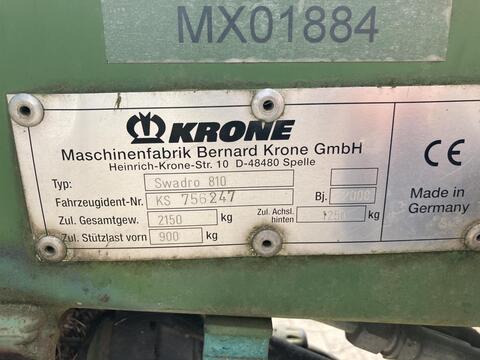 MX01884
KRONE
Maschinenfabrik Bernard Krone GmbH
Heinrich-Krone-Str. 10 D-48480 Spelle
Typ: Swadro 810
Fahrzeugident-Nr. KS 756247 Bj.
Zul. Gesamtgew. 2150 kg Zul. Achsl. hinten 1250 kg
Zul. Stützlast vorn 900 kg
CE
Made in
Germany